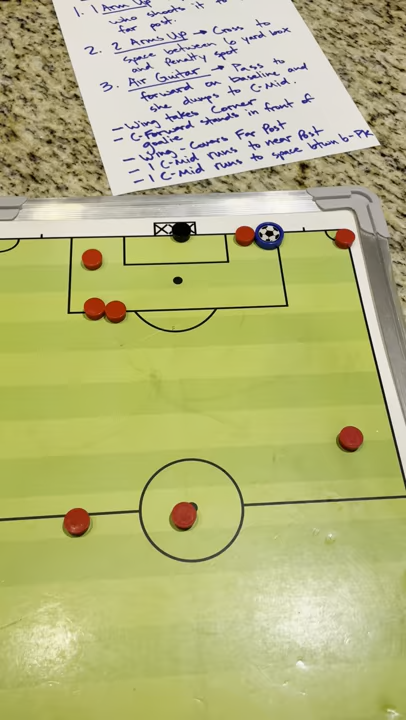 1. 1 Arm Up
who shoots it to
far post.
2. 2 Arms Up → Cross to
space between 6 yard box
and penalty spot
3. Air Guitar → Pass to
forward on baseline and
she dumps to C-Mid.
- Wing takes Corner
- C-Forward stands in front of
goalie
- Wing - Covers Far Post
- 1 C-Mid runs to near Post
- 1 C-Mid runs to space btwn 6-PK